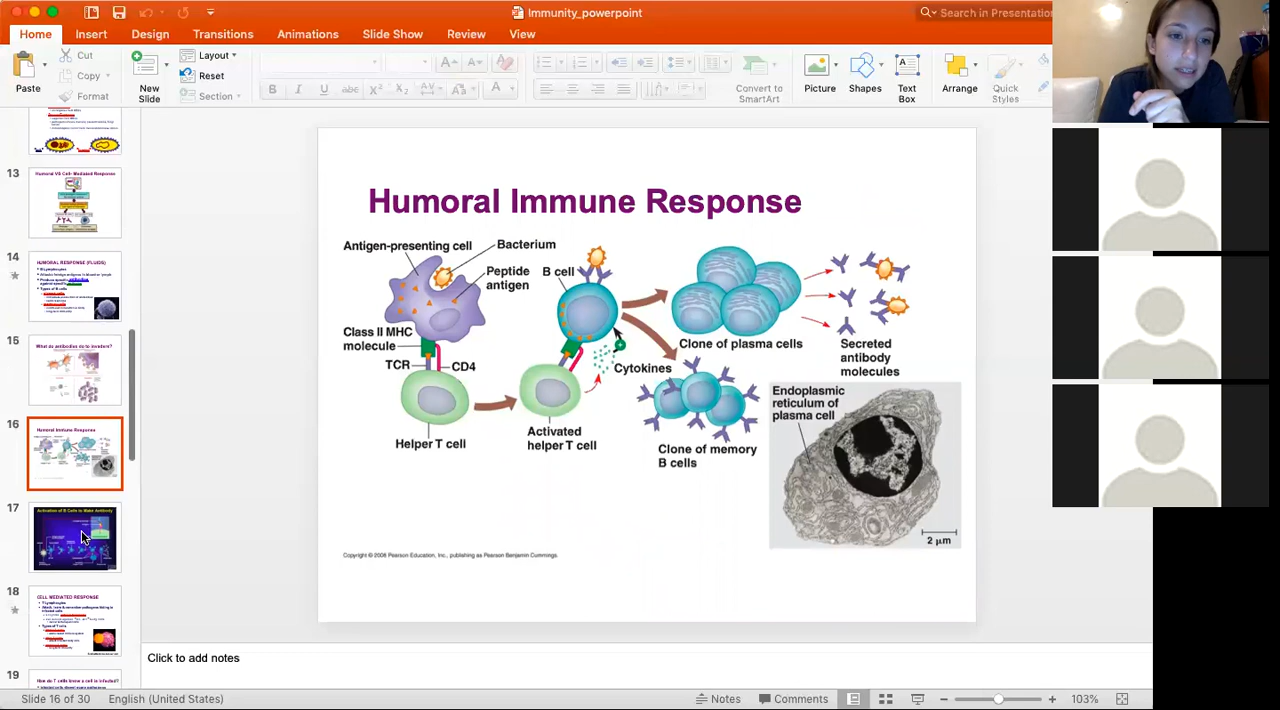 Immunity_powerpoint
Search in Presentation
Home Insert Design Transitions Animations Slide Show Review View
Paste
Cut
Copy
Format
New
Slide
Layout
Reset
Section
B I U abc X² X₂ AV Aa A
Convert to
SmartArt
Picture
Shapes
Text
Box
Arrange
Quick
Styles
13
Humoral VS Cell- Mediated Response
14
HUMORAL RESPONSE (FLUIDS)
15
What do antibodies do to invaders?
16
Humoral Immune Response
17
Activation of B Cells to Make Antibody
18
CELL MEDIATED RESPONSE
19
How do T cells know a cell is infected?
Humoral Immune Response
Antigen-presenting cell
Bacterium
Peptide
antigen
B cell
Class II MHC
molecule
TCR
CD4
Helper T cell
Activated
helper T cell
Cytokines
Clone of plasma cells
Secreted
antibody
molecules
Clone of memory
B cells
Endoplasmic
reticulum of
plasma cell
2 μm
Copyright © 2008 Pearson Education, Inc., publishing as Pearson Benjamin Cummings.
Click to add notes
Slide 16 of 30
English (United States)
Notes
Comments
103%